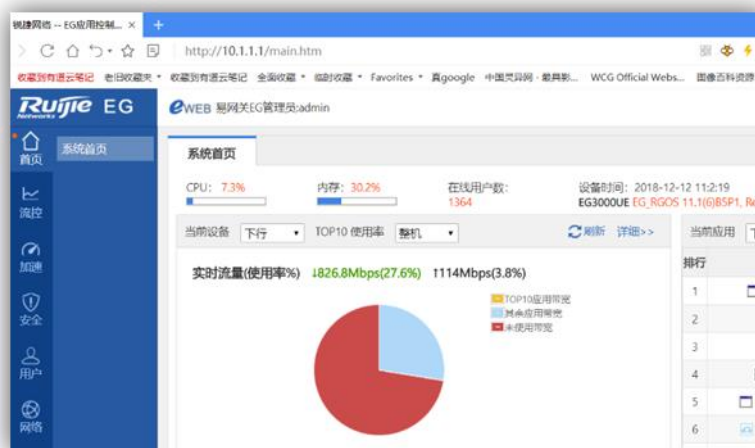 锐捷网络 -- EG应用控制... ×
http://10.1.1.1/main.htm
收藏到有道云笔记 老旧收藏夹 收藏到有道云笔记 全面收藏 临时收藏 Favorites 真google 中国灵异网 - 最具影... WCG Official Webs... 图像百科资源
Ruijie EG
Networks
eWEB 易网关EG管理员:admin
首页
系统首页
系统首页
CPU: 7.3% 内存: 30.2% 在线用户数: 设备时间: 2018-12-12 11:2:19
1364 EG3000UE EG_RGOS 11.1(6)B5P1, Re
流控
当前设备 下行 TOP10 使用率 整机 刷新 详细>> 当前应用
加速
实时流量(使用率%) ↓826.8Mbps(27.6%) ↑114Mbps(3.8%)
排行
TOP10应用带宽
其余应用带宽
未使用带宽
1
2
3
4
5
6
安全
用户
网络